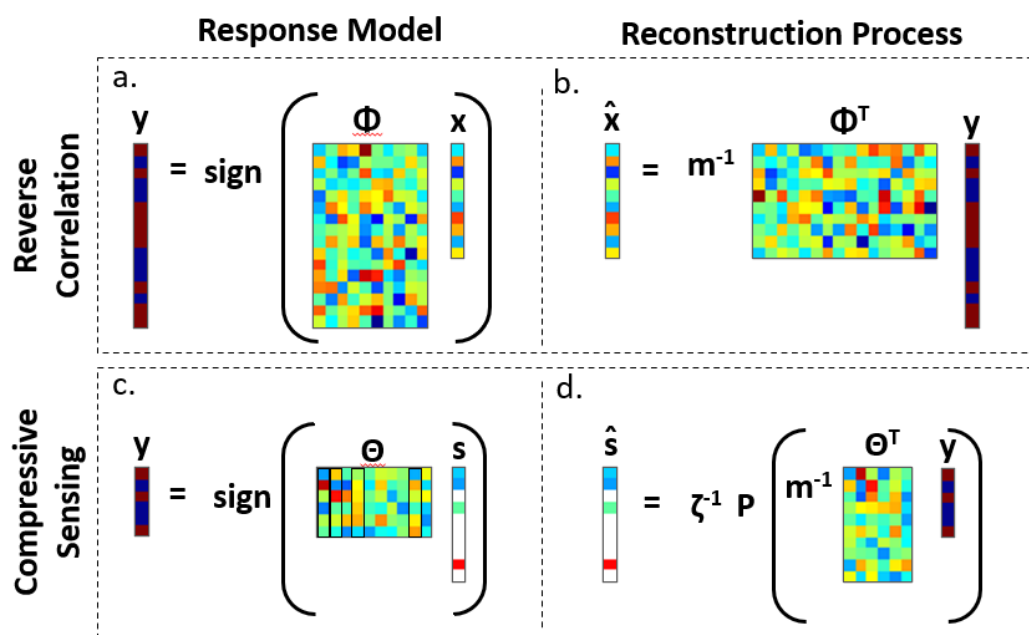 Response Model
Reconstruction Process
Reverse
Correlation
a.
y
= sign
Φ
x
b.
x̂
= m⁻¹
Φᵀ
y
Compressive
Sensing
c.
y
= sign
Θ
s
d.
ŝ
= ζ⁻¹ P
m⁻¹
Θᵀ
y